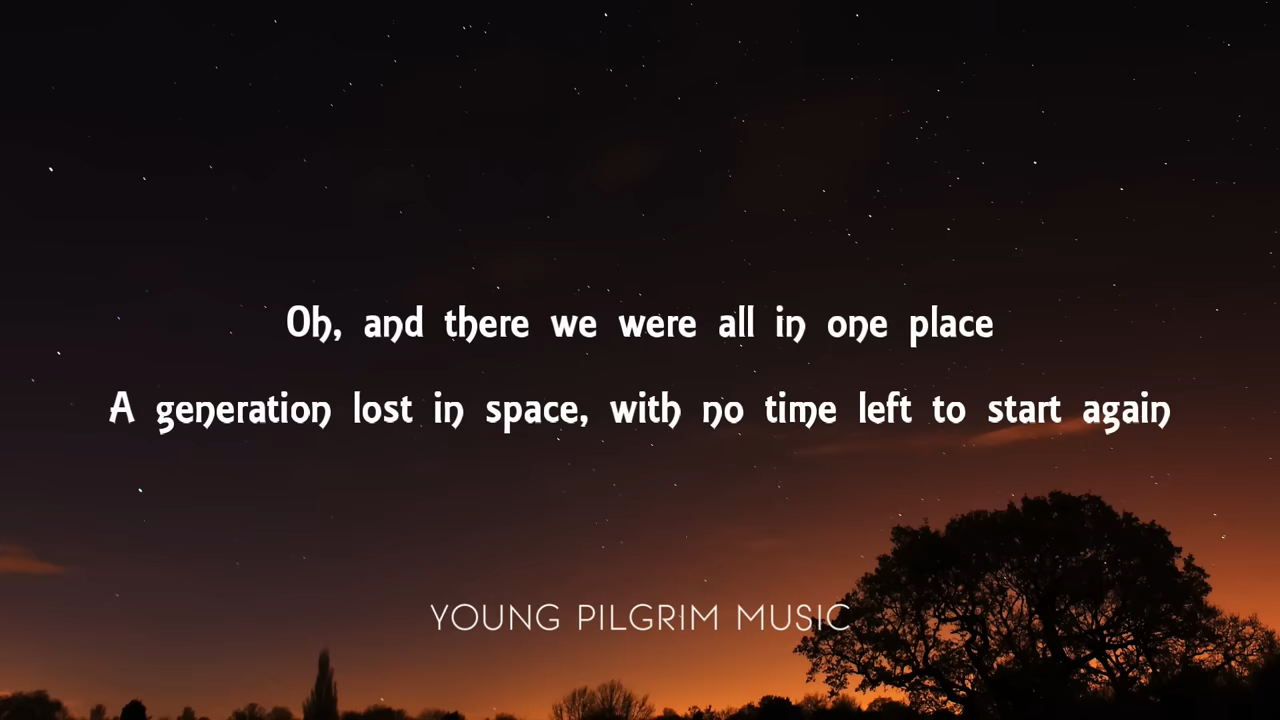 Oh, and there we were all in one place
A generation lost in space, with no time left to start again
YOUNG PILGRIM MUSIC